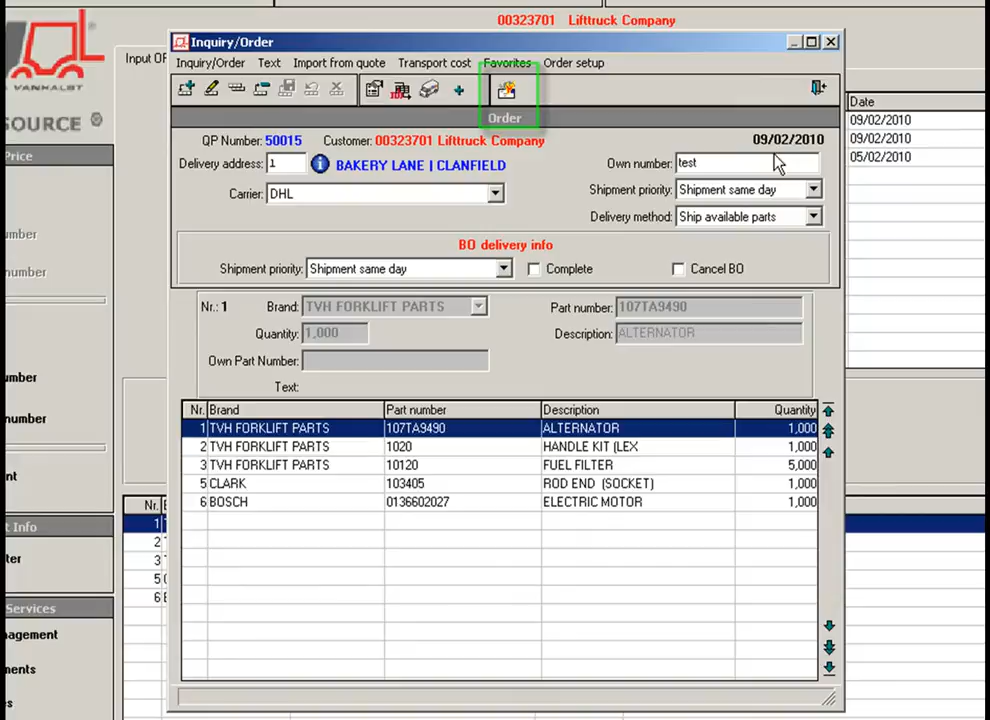 00323701 Lifttruck Company
VANHALST
SOURCE ®
Price
umber
number
umber
number
nt
t Info
ter
Services
nagement
ments
s
Inquiry/Order
Inquiry/Order Text Import from quote Transport cost Favorites Order setup
Order
QP Number: 50015 Customer: 00323701 Lifttruck Company 09/02/2010
Delivery address: 1 BAKERY LANE | CLANFIELD Own number: test
Carrier: DHL Shipment priority: Shipment same day
Delivery method: Ship available parts
BO delivery info
Shipment priority: Shipment same day Complete Cancel BO
Nr.: 1 Brand: TVH FORKLIFT PARTS Part number: 107TA9490
Quantity: 1,000 Description: ALTERNATOR
Own Part Number:
Text:
Nr. Brand Part number Description Quantity
1 TVH FORKLIFT PARTS 107TA9490 ALTERNATOR 1,000
2 TVH FORKLIFT PARTS 1020 HANDLE KIT (LEX 1,000
3 TVH FORKLIFT PARTS 10120 FUEL FILTER 5,000
5 CLARK 103405 ROD END (SOCKET) 1,000
6 BOSCH 0136602027 ELECTRIC MOTOR 1,000
Input OF
Nr.
1
2
3
5
6
Date
09/02/2010
09/02/2010
05/02/2010